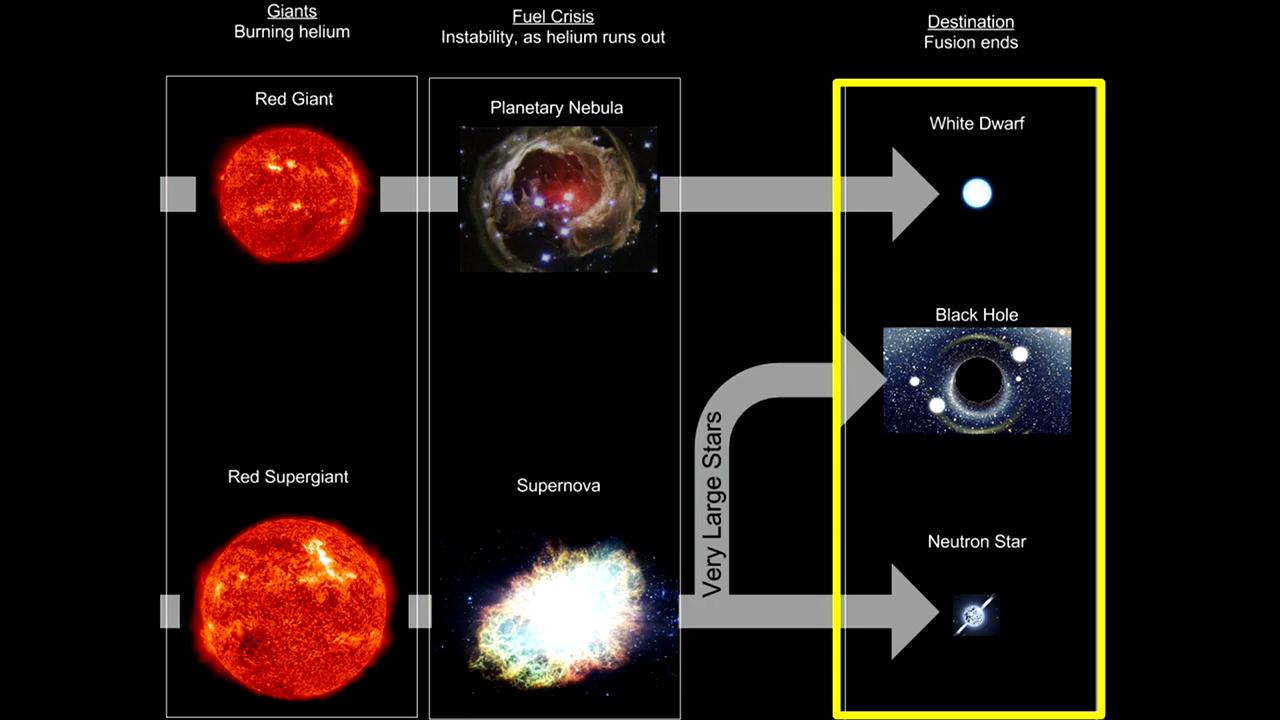 Giants
Burning helium
Fuel Crisis
Instability, as helium runs out
Destination
Fusion ends
Red Giant
Planetary Nebula
White Dwarf
Black Hole
Very Large Stars
Red Supergiant
Supernova
Neutron Star